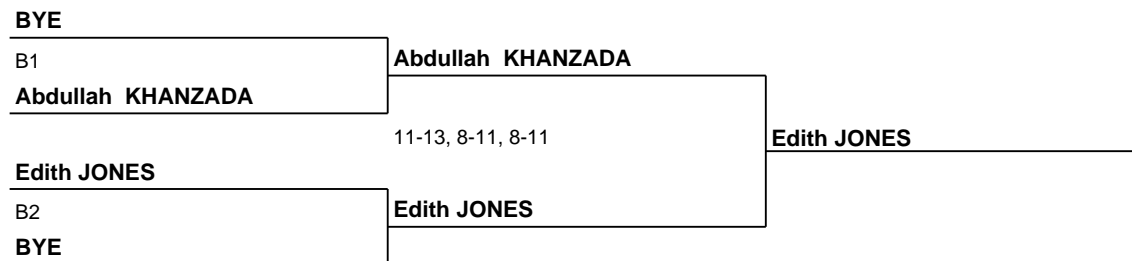 BYE
B1
Abdullah KHANZADA
Abdullah KHANZADA
11-13, 8-11, 8-11
Edith JONES
Edith JONES
B2
Edith JONES
BYE